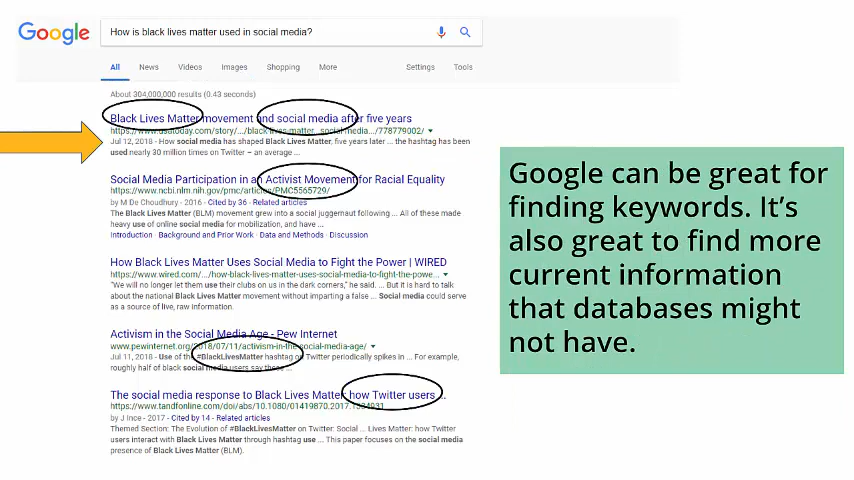 Google
How is black lives matter used in social media?
All News Videos Images Shopping More Settings Tools
About 304,000,000 results (0.43 seconds)
Black Lives Matter movement and social media after five years
https://www.usatoday.com/story/.../black-lives-matter...social-media.../778779002/
Jul 12, 2018 - How social media has shaped Black Lives Matter, five years later ... the hashtag has been
used nearly 30 million times on Twitter – an average ...
Social Media Participation in an Activist Movement for Racial Equality
https://www.ncbi.nlm.nih.gov/pmc/articles/PMC5565729/
by M De Choudhury - 2016 - Cited by 36 - Related articles
The Black Lives Matter (BLM) movement grew into a social juggernaut following ... All of these made
heavy use of online social media for mobilization, and have ...
Introduction · Background and Prior Work · Data and Methods · Discussion
How Black Lives Matter Uses Social Media to Fight the Power | WIRED
https://www.wired.com/.../how-black-lives-matter-uses-social-media-to-fight-the-powe...
"We will no longer let them use their clubs on us in the dark corners," he said. ... But it is hard to
talk about the national Black Lives Matter movement without imparting a false ... Social media could serve
as a source of live, raw information.
Activism in the Social Media Age - Pew Internet
www.pewinternet.org/2018/07/11/activism-in-the-social-media-age/
Jul 11, 2018 - Use of the #BlackLivesMatter hashtag on Twitter periodically spikes in ... For example,
roughly half of black social media users say these ...
The social media response to Black Lives Matter: how Twitter users ...
https://www.tandfonline.com/doi/abs/10.1080/01419870.2017.1334931
by J Ince - 2017 - Cited by 14 - Related articles
Themed Section: The Evolution of #BlackLivesMatter on Twitter: Social ... Lives Matter: how Twitter
users interact with Black Lives Matter through hashtag use ... This paper focuses on the social media
presence of Black Lives Matter (BLM).
Google can be great for
finding keywords. It's
also great to find more
current information
that databases might
not have.